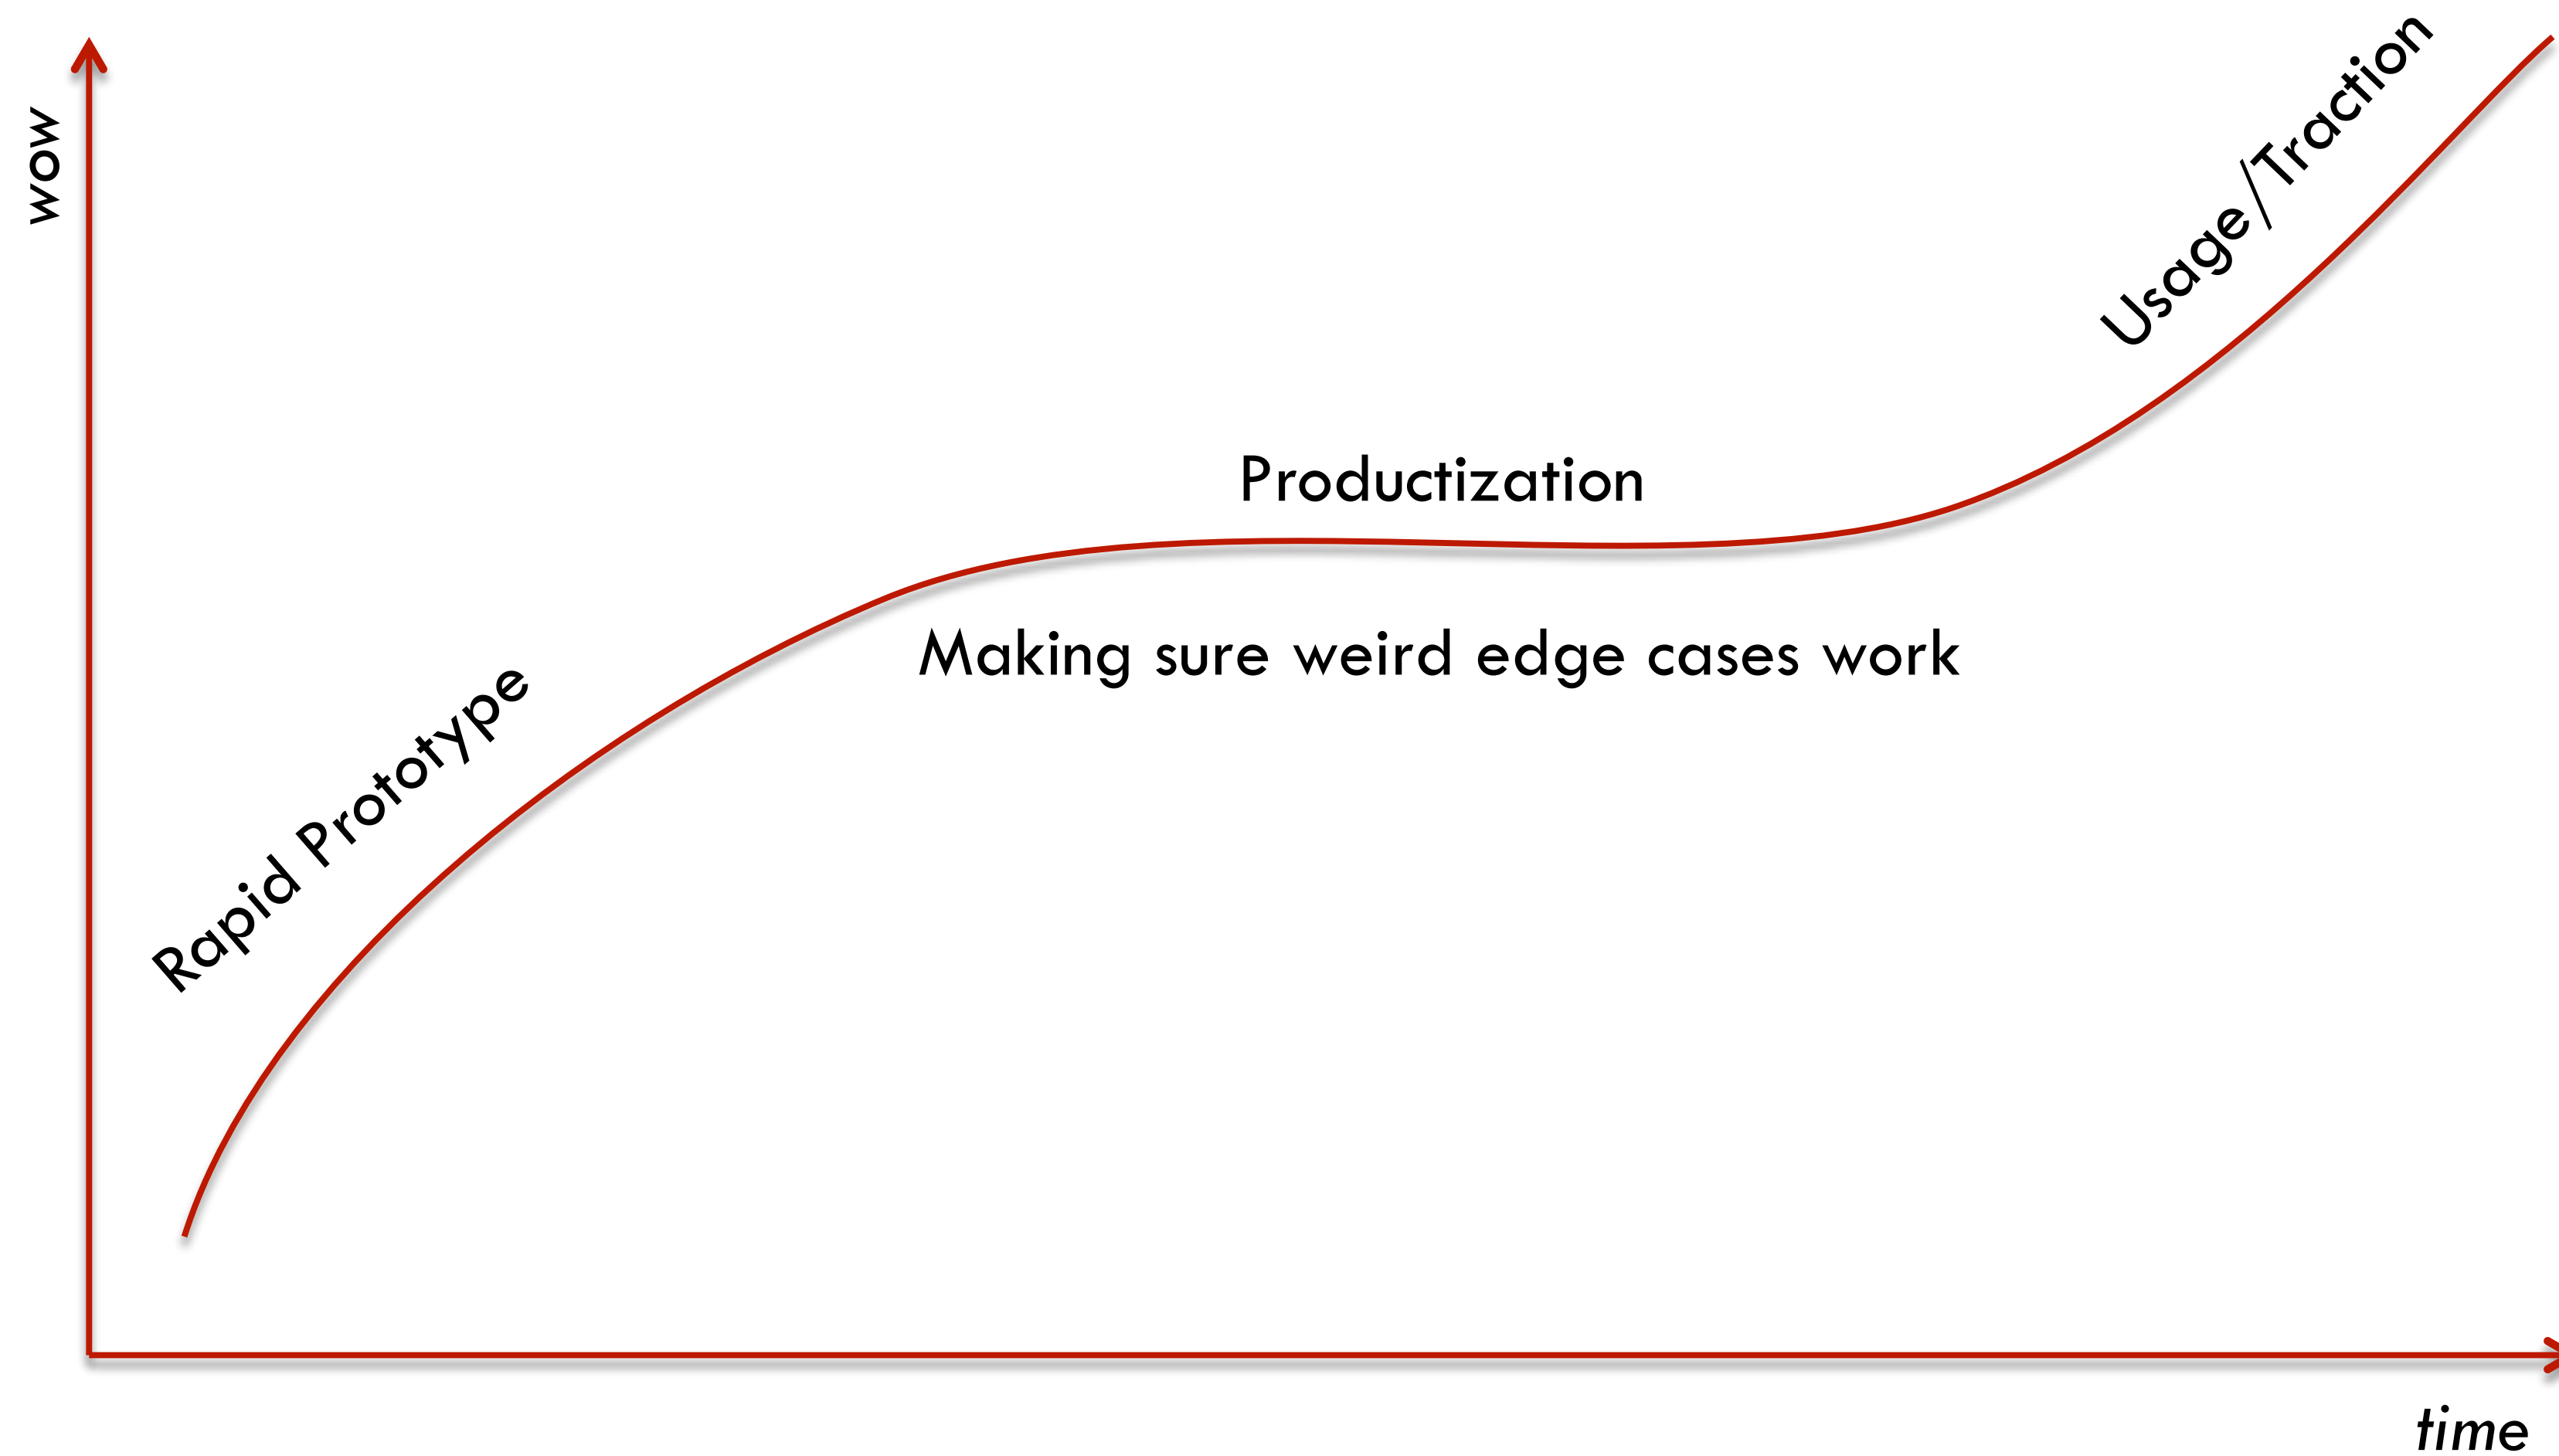 wow
Usage/Traction
Productization
Making sure weird edge cases work
Rapid Prototype
time